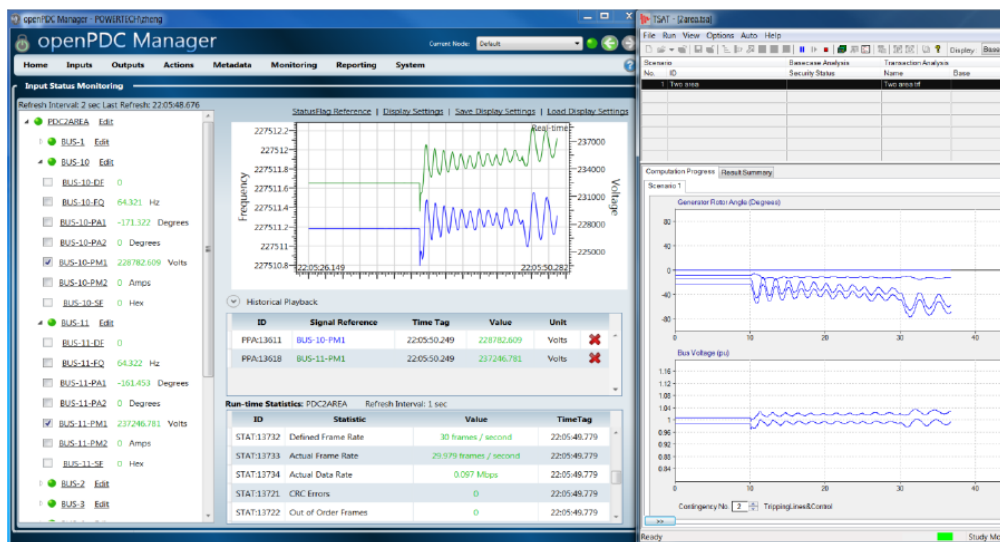 openPDC Manager - POWERTECH\zheng
openPDC Manager
Current Node: Default
Home Inputs Outputs Actions Metadata Monitoring Reporting System
Input Status Monitoring
Refresh Interval: 2 sec Last Refresh: 22:05:48.676
StatusFlag Reference | Display Settings | Save Display Settings | Load Display Settings
PDC2AREA Edit
BUS-1 Edit
BUS-10 Edit
BUS-10-DF 0
BUS-10-FQ 64.321 Hz
BUS-10-PA1 -171.322 Degrees
BUS-10-PA2 0 Degrees
BUS-10-PM1 228782.609 Volts
BUS-10-PM2 0 Amps
BUS-10-SF 0 Hex
BUS-11 Edit
BUS-11-DF 0
BUS-11-FQ 64.322 Hz
BUS-11-PA1 -161.453 Degrees
BUS-11-PA2 0 Degrees
BUS-11-PM1 237246.781 Volts
BUS-11-PM2 0 Amps
BUS-11-SF 0 Hex
BUS-2 Edit
BUS-3 Edit
Real-time
Frequency
227512.2
227512
227511.8
227511.6
227511.4
227511.2
227511
227510.8
Voltage
237000
234000
231000
228000
225000
22:05:26.149 22:05:50.282
Historical Playback
ID Signal Reference Time Tag Value Unit
PPA:13611 BUS-10-PM1 22:05:50.249 228782.609 Volts
PPA:13618 BUS-11-PM1 22:05:50.249 237246.781 Volts
Run-time Statistics: PDC2AREA Refresh Interval: 1 sec
ID Statistic Value TimeTag
STAT:13732 Defined Frame Rate 30 frames / second 22:05:49.779
STAT:13733 Actual Frame Rate 29.979 frames / second 22:05:49.779
STAT:13734 Actual Data Rate 0.097 Mbps 22:05:49.779
STAT:13721 CRC Errors 0 22:05:49.779
STAT:13722 Out of Order Frames 0 22:05:49.779
TSAT - [2area.tsa]
File Run View Options Auto Help
Display: Base
Scenario Basecase Analysis Transaction Analysis
No. ID Security Status Name Base
1 Two area Two area trf
Computation Progress Result Summary
Scenario 1
Generator Rotor Angle (Degrees)
80
40
0
-40
-80
0 10 20 30 40
Bus Voltage (pu)
1.16
1.12
1.08
1.04
1
0.96
0.92
0.88
0.84
0 10 20 30 40
Contingency No. 2 TrippingLines&Control
>>
Ready Study Mo